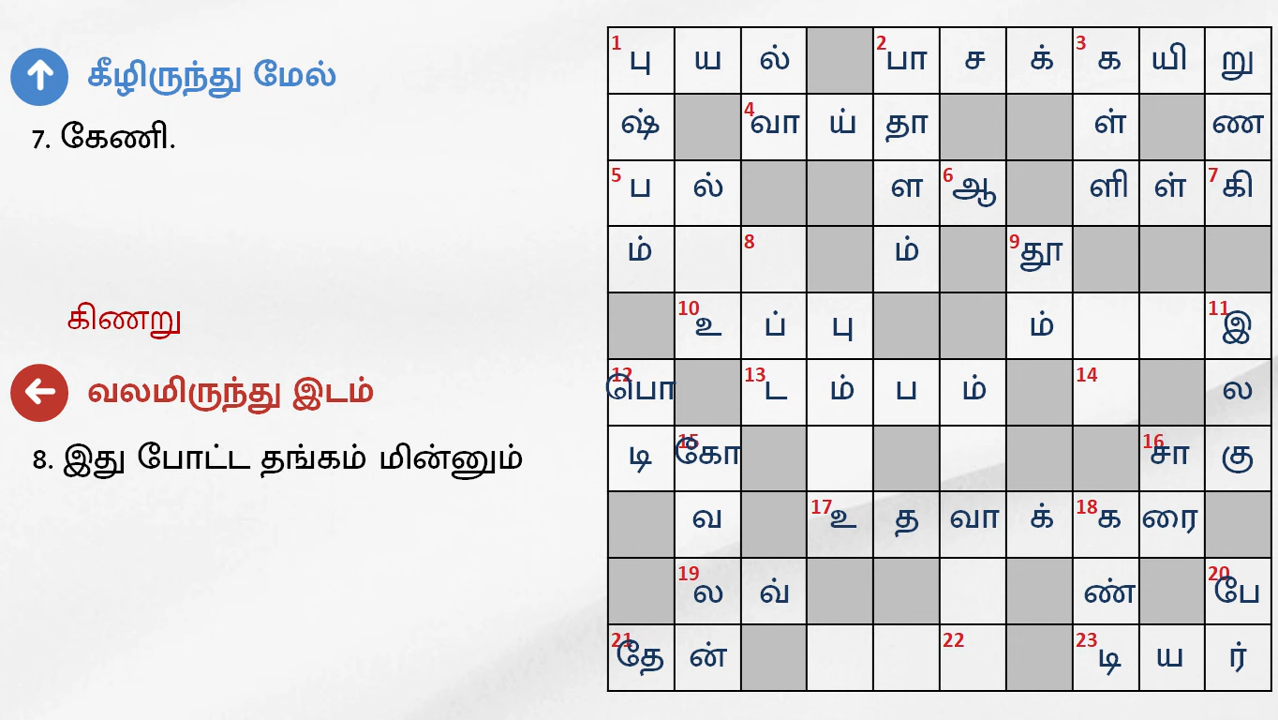 கீழிருந்து மேல்
7. கேணி.
கிணறு
வலமிருந்து இடம்
8. இது போட்ட தங்கம் மின்னும்
1 பு ய ல் 2 பா ச க் 3 க யி று
ஷ் 4 வா ய் தா ள் ண
5 ப ல் ள 6 ஆ ளி ள் 7 கி
ம் 8 ம் 9 தூ
10 உ ப் பு ம் 11 இ
12 பொ 13 ட ம் ப ம் 14 ல
டி 15 கோ 16 சா கு
வ 17 உ த வா க் 18 க ரை
19 ல வ் ண் 20 பே
21 தே ன் 22 23 டி ய ர்